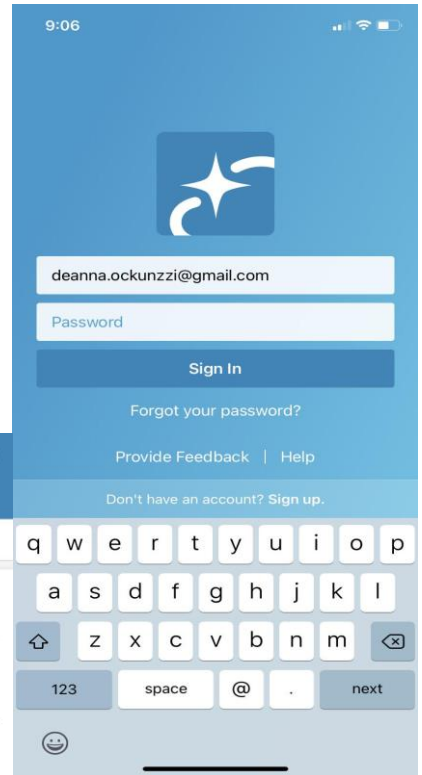 9:06
deanna.ockunzzi@gmail.com
Password
Sign In
Forgot your password?
Provide Feedback | Help
Don't have an account? Sign up.
q w e r t y u i o p
a s d f g h j k l
z x c v b n m
123 space @ . next